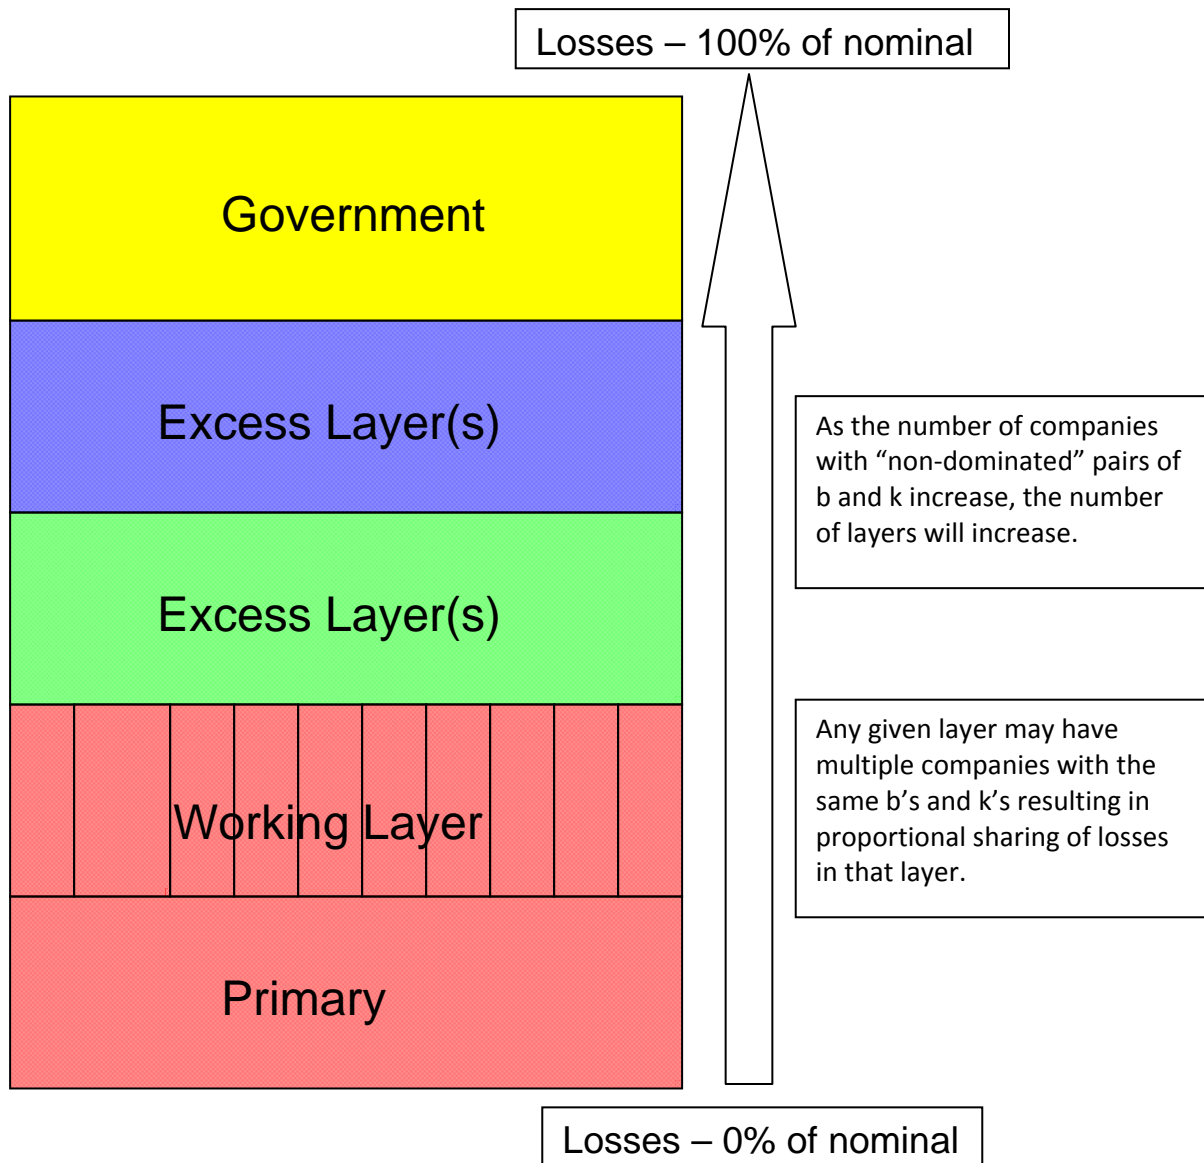 Losses – 100% of nominal
Government
Excess Layer(s)
As the number of companies
with “non-dominated” pairs of
b and k increase, the number
of layers will increase.
Excess Layer(s)
Any given layer may have
multiple companies with the
same b’s and k’s resulting in
proportional sharing of losses
in that layer.
Working Layer
Primary
Losses – 0% of nominal